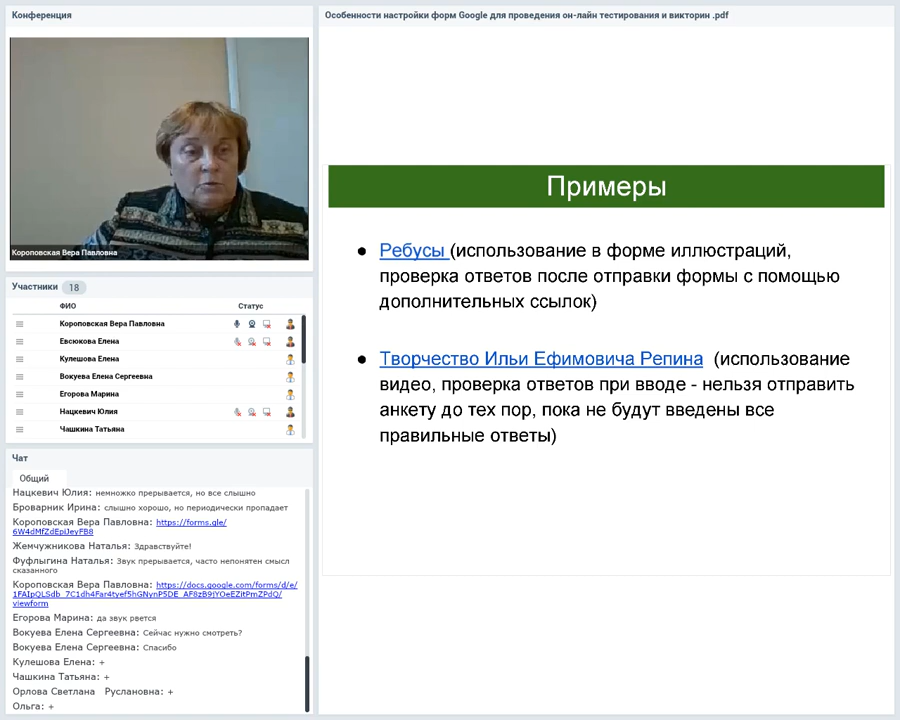 Конференция
Короповская Вера Павловна
Участники 18
ФИО Статус
Короповская Вера Павловна
Евсюкова Елена
Кулешова Елена
Вокуева Елена Сергеевна
Егорова Марина
Нацкевич Юлия
Чашкина Татьяна
Чат
Общий
Нацкевич Юлия: немножко прерывается, но все слышно
Броварник Ирина: слышно хорошо, но периодически пропадает
Короповская Вера Павловна: https://forms.gle/
6W4dMfZdEpiJeyFB8
Жемчужникова Наталья: Здравствуйте!
Фуфлыгина Наталья: Звук прерывается, часто непонятен смысл
сказанного
Короповская Вера Павловна: https://docs.google.com/forms/d/e/
1FAIpQLSdb_7C1dh4Far4tyef5hGNynP5DE_AF8zB9jYOeEZitPmZPdQ/
viewform
Егорова Марина: да звук рвется
Вокуева Елена Сергеевна: Сейчас нужно смотреть?
Вокуева Елена Сергеевна: Спасибо
Кулешова Елена: +
Чашкина Татьяна: +
Орлова Светлана Руслановна: +
Ольга: +
Особенности настройки форм Google для проведения он-лайн тестирования и викторин .pdf
Примеры
● Ребусы (использование в форме иллюстраций,
проверка ответов после отправки формы с помощью
дополнительных ссылок)
● Творчество Ильи Ефимовича Репина (использование
видео, проверка ответов при вводе - нельзя отправить
анкету до тех пор, пока не будут введены все
правильные ответы)